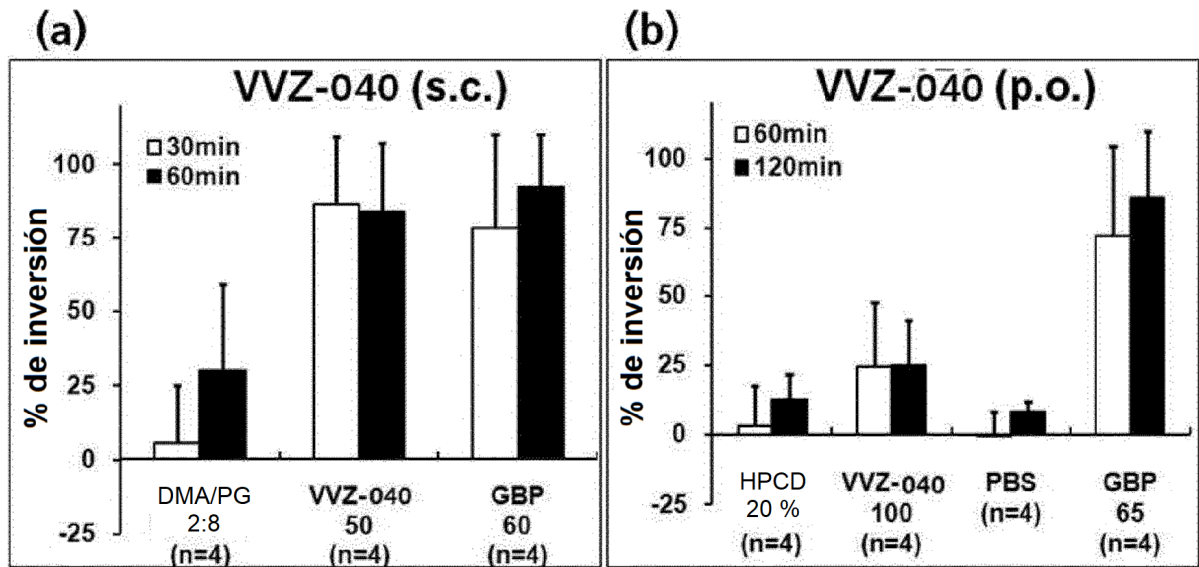 (a)
VVZ-040 (s.c.)
30min
60min
% de inversión
100
75
50
25
0
-25
DMA/PG
2:8
(n=4)
VVZ-040
50
(n=4)
GBP
60
(n=4)
(b)
VVZ-040 (p.o.)
60min
120min
% de inversión
100
75
50
25
0
-25
HPCD
20 %
(n=4)
VVZ-040
100
(n=4)
PBS
(n=4)
GBP
65
(n=4)